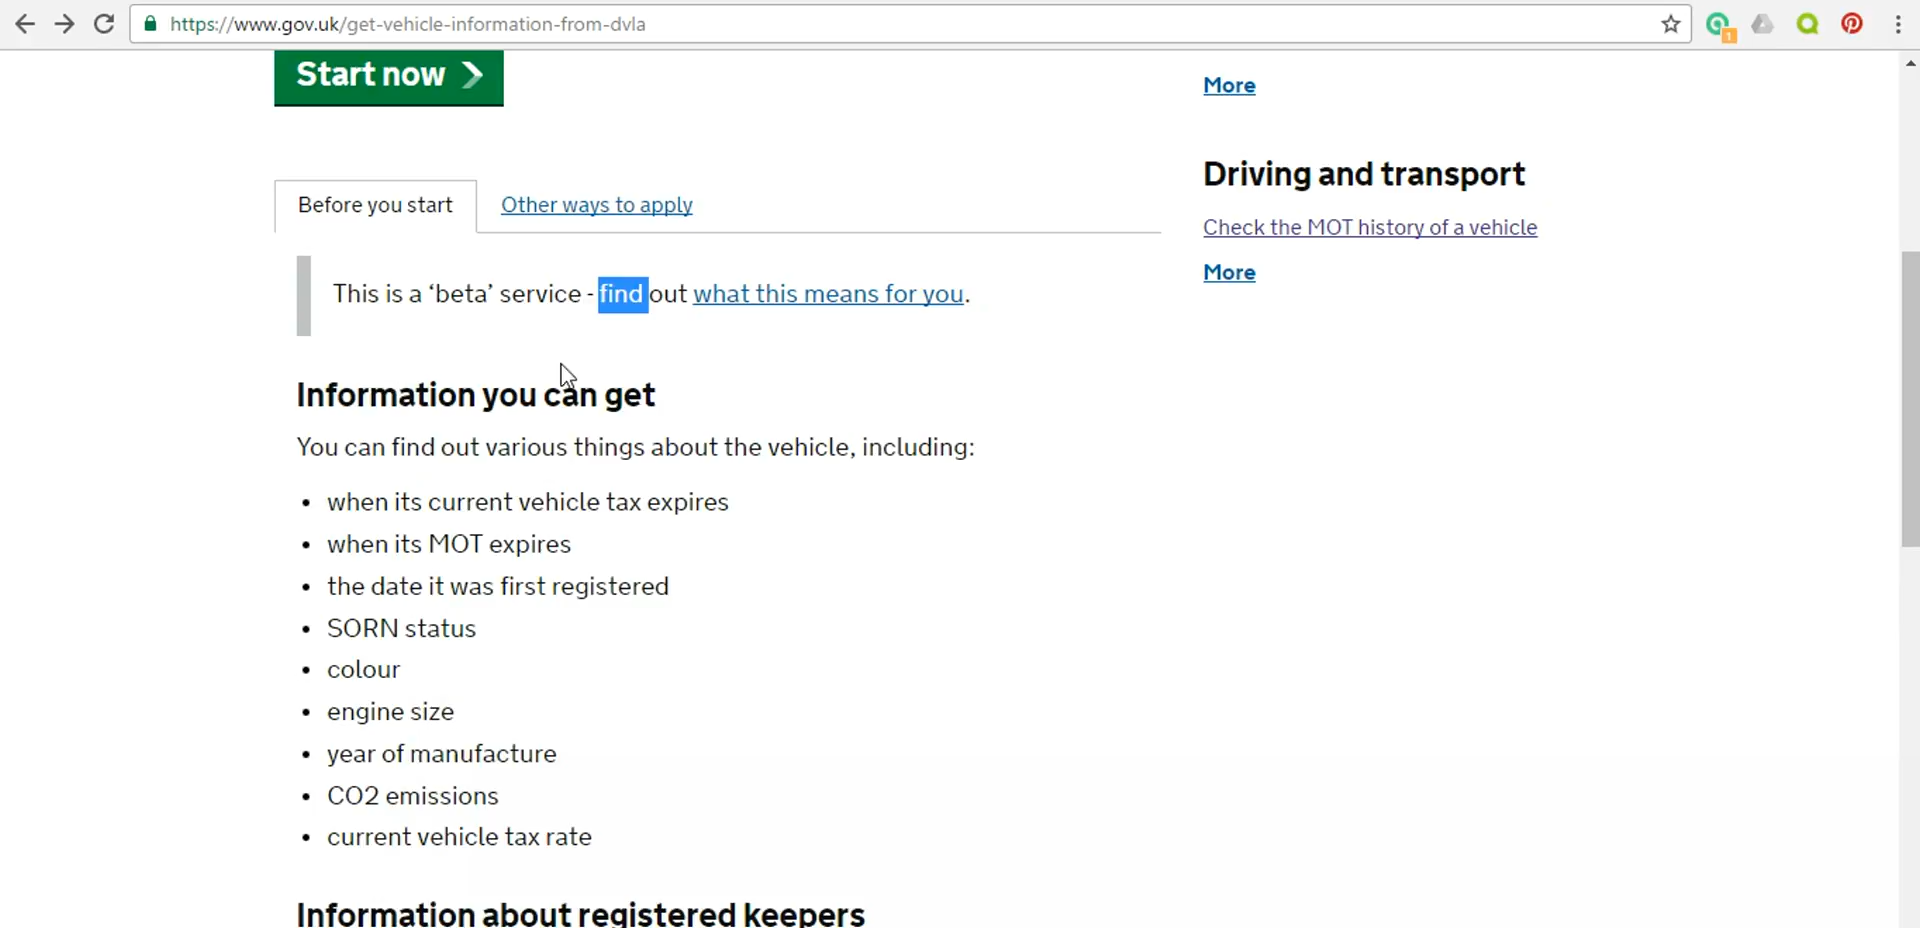 https://www.gov.uk/get-vehicle-information-from-dvla
1
Start now
More
Driving and transport
Check the MOT history of a vehicle
More
Before you start
Other ways to apply
This is a ‘beta’ service - find out what this means for you.
Information you can get
You can find out various things about the vehicle, including:
• when its current vehicle tax expires
• when its MOT expires
• the date it was first registered
• SORN status
• colour
• engine size
• year of manufacture
• CO2 emissions
• current vehicle tax rate
Information about registered keepers